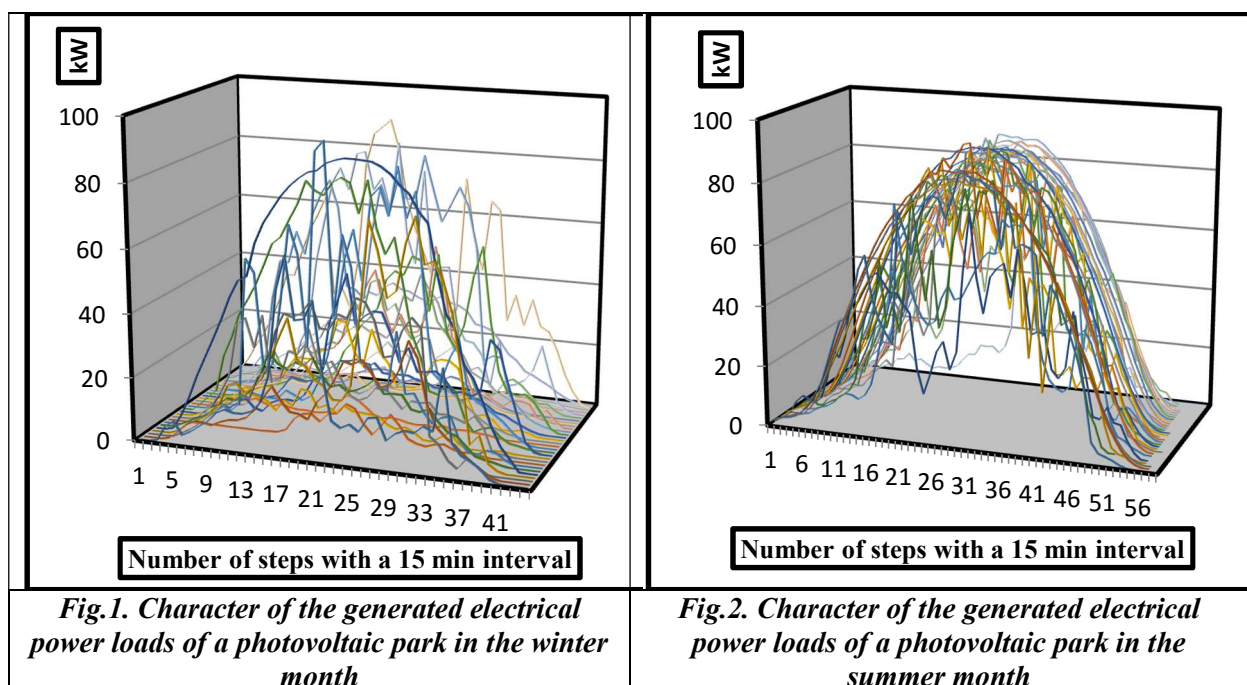 kW
100
80
60
40
20
0
1 5 9 13 17 21 25 29 33 37 41
Number of steps with a 15 min interval
Fig.1. Character of the generated electrical
power loads of a photovoltaic park in the winter
month
kW
100
80
60
40
20
0
1 6 11 16 21 26 31 36 41 46 51 56
Number of steps with a 15 min interval
Fig.2. Character of the generated electrical
power loads of a photovoltaic park in the
summer month